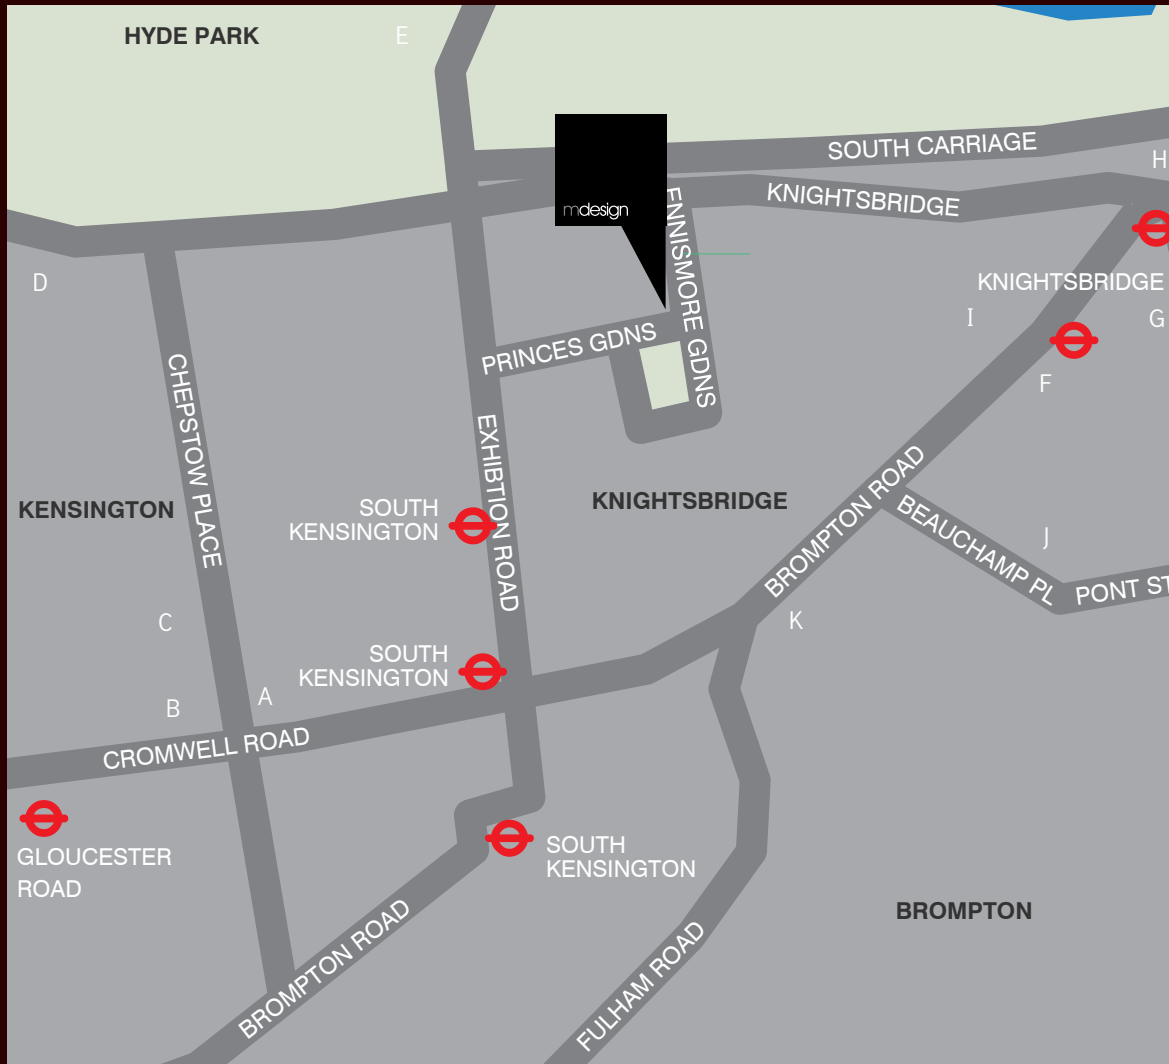 HYDE PARK
E
SOUTH CARRIAGE
H
KNIGHTSBRIDGE
mdesign
ENNISMORE GDNS
D
KNIGHTSBRIDGE
I
G
PRINCES GDNS
F
CHEPSTOW PLACE
EXHIBTION ROAD
KENSINGTON
SOUTH
KENSINGTON
KNIGHTSBRIDGE
BROMPTON ROAD
BEAUCHAMP PL
J
PONT ST
C
K
SOUTH
KENSINGTON
B
A
CROMWELL ROAD
GLOUCESTER
ROAD
SOUTH
KENSINGTON
BROMPTON
BROMPTON ROAD
FULHAM ROAD